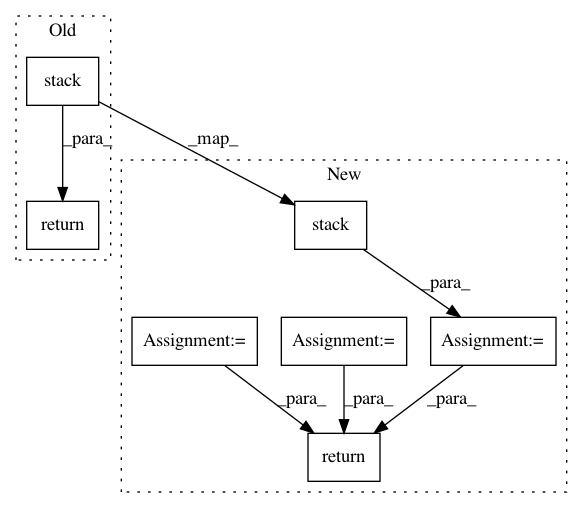 Old
stack
_para_
_map_
return
New
stack
_para_
Assignment:=
Assignment:=
Assignment:=
_para_
_para_
_para_
return